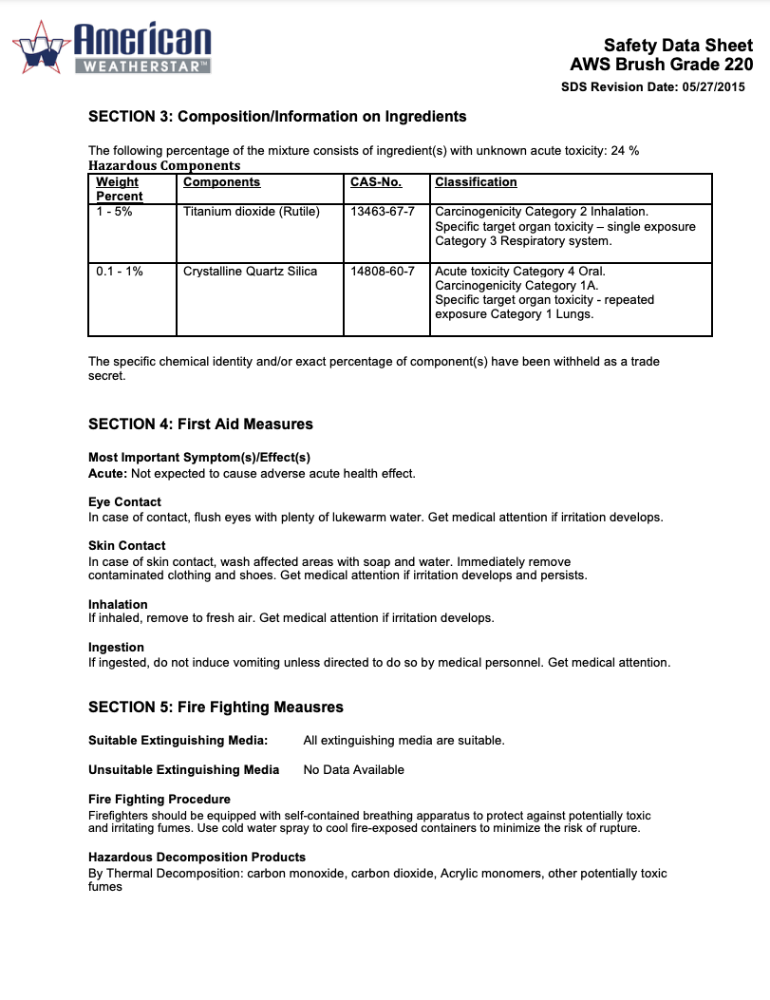 American
WEATHERSTAR™
Safety Data Sheet
AWS Brush Grade 220
SDS Revision Date: 05/27/2015
SECTION 3: Composition/Information on Ingredients
The following percentage of the mixture consists of ingredient(s) with unknown acute toxicity: 24 %
Hazardous Components
Weight Percent Components CAS-No. Classification
1 - 5% Titanium dioxide (Rutile) 13463-67-7 Carcinogenicity Category 2 Inhalation.
Specific target organ toxicity – single exposure
Category 3 Respiratory system.
0.1 - 1% Crystalline Quartz Silica 14808-60-7 Acute toxicity Category 4 Oral.
Carcinogenicity Category 1A.
Specific target organ toxicity - repeated
exposure Category 1 Lungs.
The specific chemical identity and/or exact percentage of component(s) have been withheld as a trade
secret.
SECTION 4: First Aid Measures
Most Important Symptom(s)/Effect(s)
Acute: Not expected to cause adverse acute health effect.
Eye Contact
In case of contact, flush eyes with plenty of lukewarm water. Get medical attention if irritation develops.
Skin Contact
In case of skin contact, wash affected areas with soap and water. Immediately remove
contaminated clothing and shoes. Get medical attention if irritation develops and persists.
Inhalation
If inhaled, remove to fresh air. Get medical attention if irritation develops.
Ingestion
If ingested, do not induce vomiting unless directed to do so by medical personnel. Get medical attention.
SECTION 5: Fire Fighting Meausres
Suitable Extinguishing Media: All extinguishing media are suitable.
Unsuitable Extinguishing Media No Data Available
Fire Fighting Procedure
Firefighters should be equipped with self-contained breathing apparatus to protect against potentially toxic
and irritating fumes. Use cold water spray to cool fire-exposed containers to minimize the risk of rupture.
Hazardous Decomposition Products
By Thermal Decomposition: carbon monoxide, carbon dioxide, Acrylic monomers, other potentially toxic
fumes